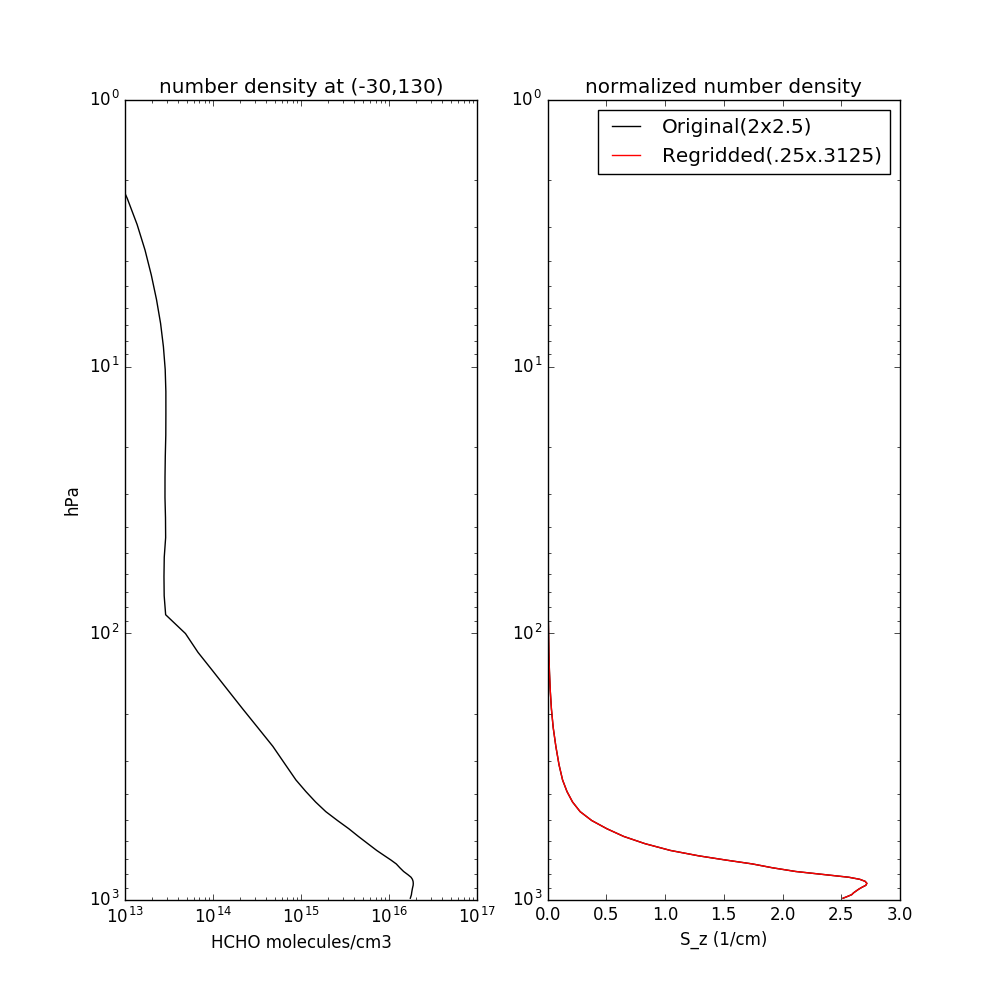 number density at (-30,130)
10^0
10^1
10^2
10^3
hPa
10^13 10^14 10^15 10^16 10^17
HCHO molecules/cm3
normalized number density
Original(2x2.5)
Regridded(.25x.3125)
10^0
10^1
10^2
10^3
0.0 0.5 1.0 1.5 2.0 2.5 3.0
S_z (1/cm)